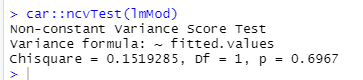 > car::ncvTest(lmMod)
Non-constant Variance Score Test
Variance formula: ~ fitted.values
Chisquare = 0.1519285, Df = 1, p = 0.6967
>